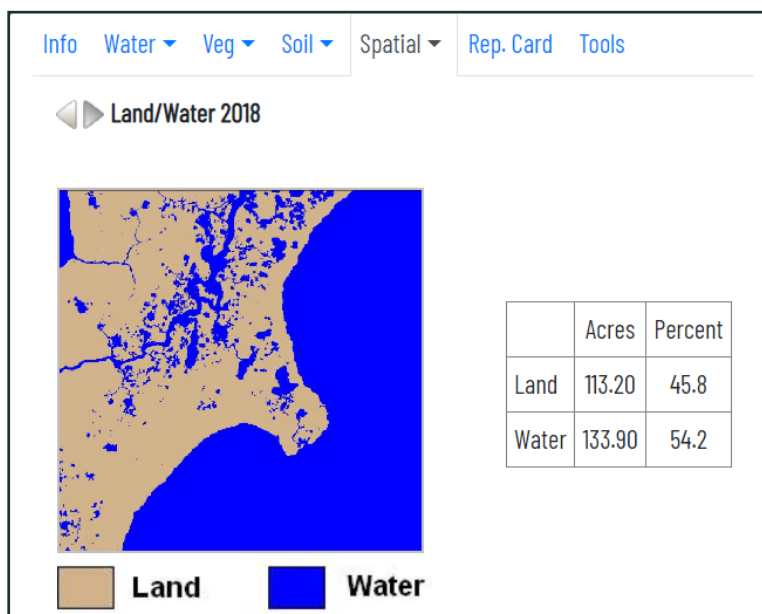 Info Water Veg Soil Spatial Rep. Card Tools
Land/Water 2018
Acres Percent
Land 113.20 45.8
Water 133.90 54.2
Land Water